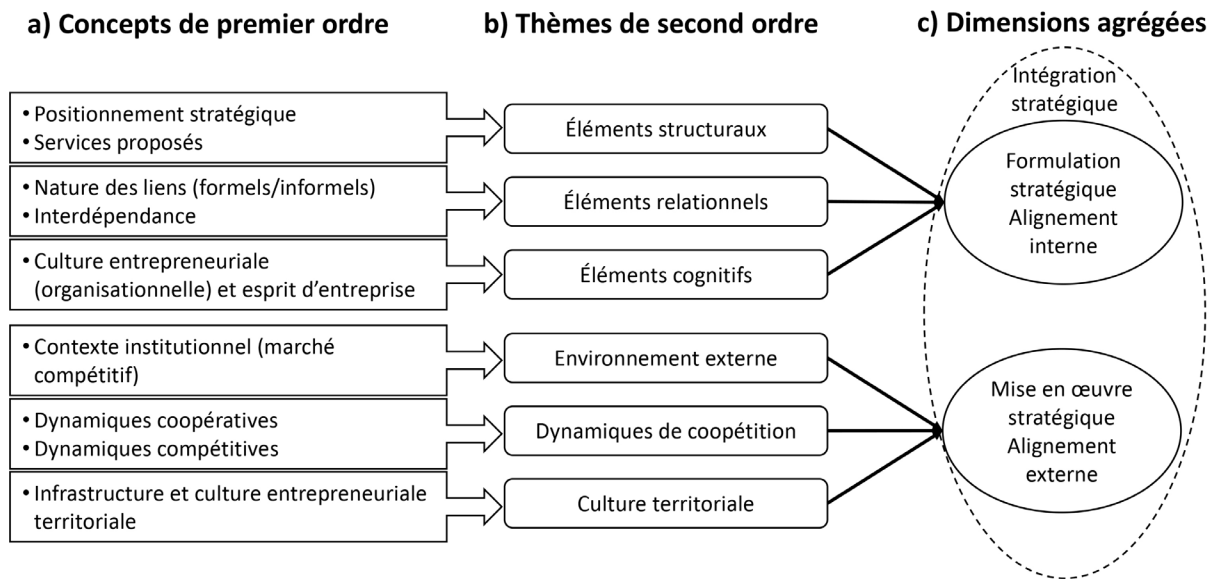 a) Concepts de premier ordre
b) Thèmes de second ordre
c) Dimensions agrégées
• Positionnement stratégique
• Services proposés
• Nature des liens (formels/informels)
• Interdépendance
• Culture entrepreneuriale
(organisationnelle) et esprit d’entreprise
• Contexte institutionnel (marché
compétitif)
• Dynamiques coopératives
• Dynamiques compétitives
• Infrastructure et culture entrepreneuriale
territoriale
Éléments structuraux
Éléments relationnels
Éléments cognitifs
Environnement externe
Dynamiques de coopétition
Culture territoriale
Intégration
stratégique
Formulation
stratégique
Alignement
interne
Mise en œuvre
stratégique
Alignement
externe